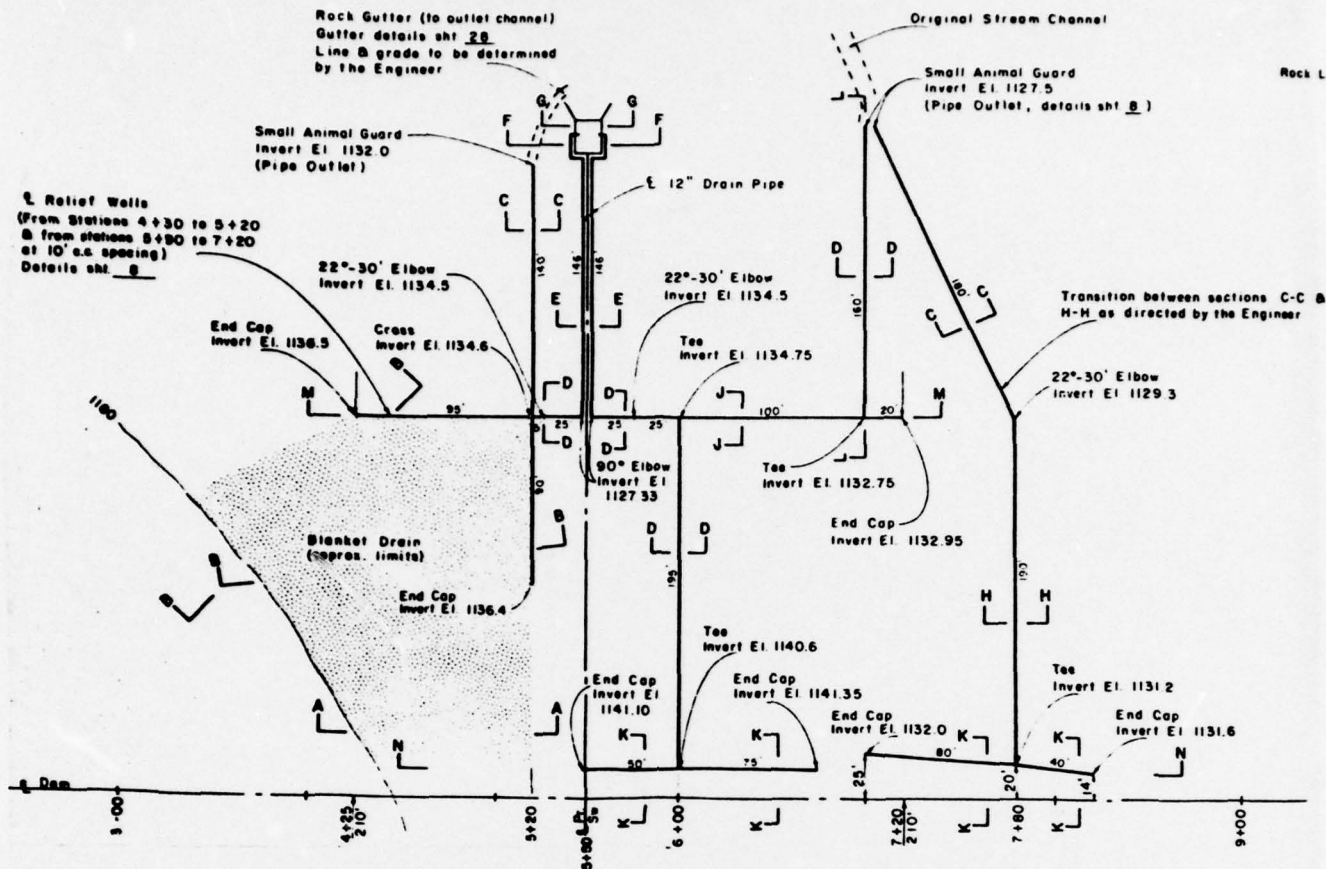 Rock Gutter (to outlet channel)
Gutter details sht 28
Line & grade to be determined
by the Engineer
Original Stream Channel
Small Animal Guard
Invert El. 1127.5
(Pipe Outlet, details sht 8)
Rock L
G
G
F
F
Small Animal Guard
Invert El. 1132.0
(Pipe Outlet)
℄ 12" Drain Pipe
℄ Relief Wells
(From Stations 4+30 to 5+20
& from stations 5+90 to 7+20
at 10' c.c. spacing)
Details sht. 8
C
C
D
D
140'
146'
146'
160'
180'
C
C
22°-30' Elbow
Invert El. 1134.5
22°-30' Elbow
Invert El. 1134.5
E
E
Transition between sections C-C &
H-H as directed by the Engineer
End Cap
Invert El. 1136.5
Cross
Invert El. 1134.6
Tee
Invert El. 1134.75
22°-30' Elbow
Invert El. 1129.3
B
M
95'
D
D
25
25
25
D
D
J
J
100'
20'
M
1160
90'
90° Elbow
Invert El
1127.33
Tee
Invert El. 1132.75
End Cap
Invert El. 1132.95
Blanket Drain
(approx. limits)
B
B
B
D
D
195'
190'
H
H
End Cap
Invert El. 1136.4
Tee
Invert El. 1140.6
End Cap
Invert El
1141.10
End Cap
Invert El. 1141.35
Tee
Invert El. 1131.2
End Cap
Invert El. 1132.0
End Cap
Invert El. 1131.6
A
A
N
K
K
50'
75'
K
K
80'
40'
N
℄ Dam
25'
20'
14'
4+25
210'
5+20
5+50
6+00
K
K
7+20
210'
K
K
7+80
9+00